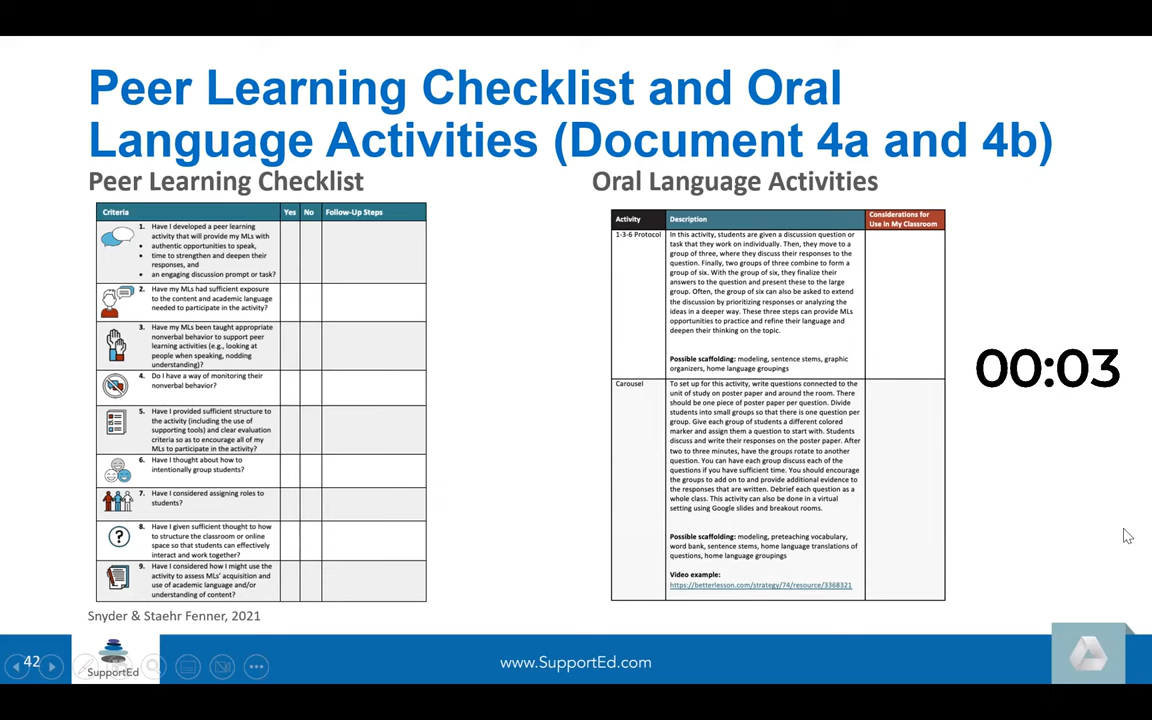 Peer Learning Checklist and Oral
Language Activities (Document 4a and 4b)
Peer Learning Checklist
Criteria Yes No Follow-Up Steps
1. Have I developed a peer learning
activity that will provide my MLs with
• authentic opportunities to speak,
• time to strengthen and deepen their
responses, and
• an engaging discussion prompt or task?
2. Have my MLs had sufficient exposure
to the content and academic language
needed to participate in the activity?
3. Have my MLs been taught appropriate
nonverbal behavior to support peer
learning activities (e.g., looking at
people when speaking, nodding
understanding)?
4. Do I have a way of monitoring their
nonverbal behavior?
5. Have I provided sufficient structure to
the activity (including the use of
supporting tools) and clear evaluation
criteria so as to encourage all of my
MLs to participate in the activity?
6. Have I thought about how to
intentionally group students?
7. Have I considered assigning roles to
students?
8. Have I given sufficient thought to how
to structure the classroom or online
space so that students can effectively
interact and work together?
9. Have I considered how I might use the
activity to assess MLs' acquisition and
use of academic language and/or
understanding of content?
Snyder & Staehr Fenner, 2021
Oral Language Activities
Activity Description Considerations for
Use in My Classroom
1-3-6 Protocol In this activity, students are given a discussion question or
task that they work on individually. Then, they move to a
group of three, where they discuss their responses to the
question. Finally, two groups of three combine to form a
group of six. With the group of six, they finalize their
answers to the question and present these to the large
group. Often, the group of six can also be asked to extend
the discussion by prioritizing responses or analyzing the
ideas in a deeper way. These three steps can provide MLs
opportunities to practice and refine their language and
deepen their thinking on the topic.
Possible scaffolding: modeling, sentence stems, graphic
organizers, home language groupings
Carousel To set up for this activity, write questions connected to the
unit of study on poster paper and around the room. There
should be one piece of poster paper per question. Divide
students into small groups so that there is one question per
group. Give each group of students a different colored
marker and assign them a question to start with. Students
discuss and write their responses on the poster paper. After
two to three minutes, have the groups rotate to another
question. You can have each group discuss each of the
questions if you have sufficient time. You should encourage
the groups to add on to and provide additional evidence to
the responses that are written. Debrief each question as a
whole class. This activity can also be done in a virtual
setting using Google slides and breakout rooms.
Possible scaffolding: modeling, preteaching vocabulary,
word bank, sentence stems, home language translations of
questions, home language groupings
Video example:
https://betterlesson.com/strategy/74/resource/3368321
00:03
42
SupportEd
www.SupportEd.com